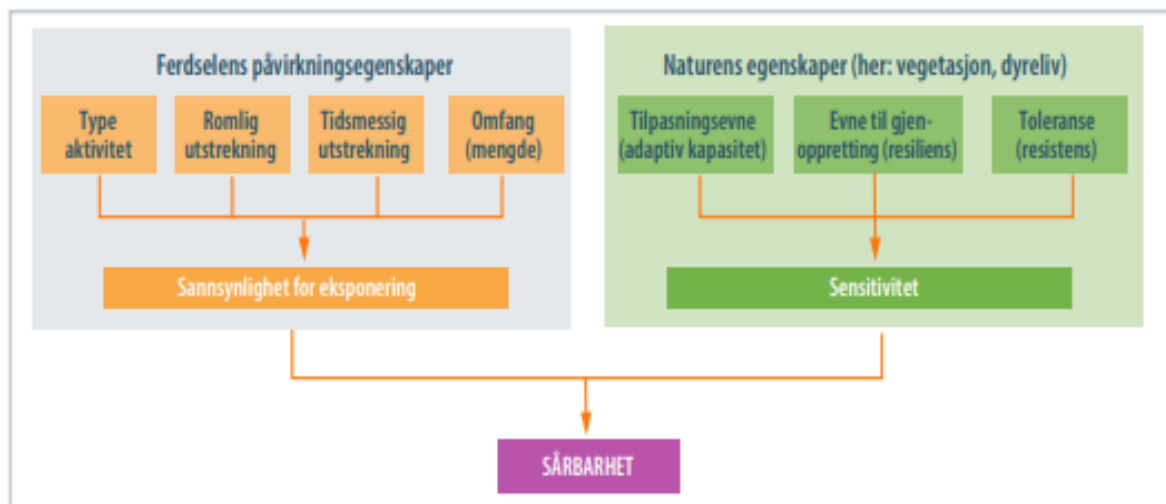 Ferdselens påvirkningsegenskaper
Type
aktivitet
Romlig
utstrekning
Tidsmessig
utstrekning
Omfang
(mengde)
Sannsynlighet for eksponering
Naturens egenskaper (her: vegetasjon, dyreliv)
Tilpasningsevne
(adaptiv kapasitet)
Evne til gjen-
oppretting (resiliens)
Toleranse
(resistens)
Sensitivitet
SÅRBARHET